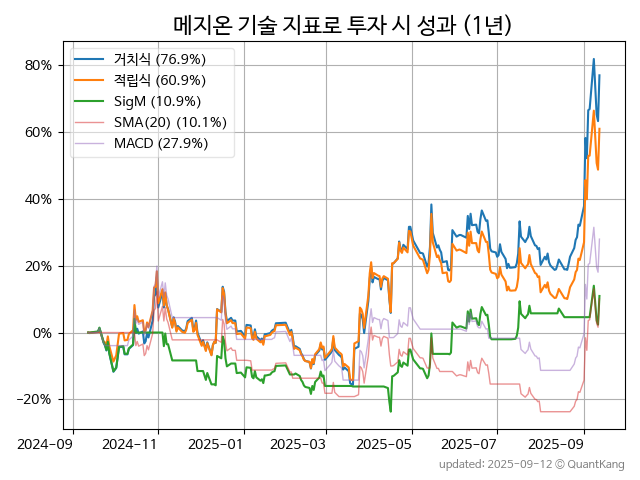 메지온 기술 지표로 투자 시 성과 (1년)
거치식 (76.9%)
적립식 (60.9%)
SigM (10.9%)
SMA(20) (10.1%)
MACD (27.9%)
80%
60%
40%
20%
0%
−20%
2024-09 2024-11 2025-01 2025-03 2025-05 2025-07 2025-09
updated: 2025-09-12 © QuantKang